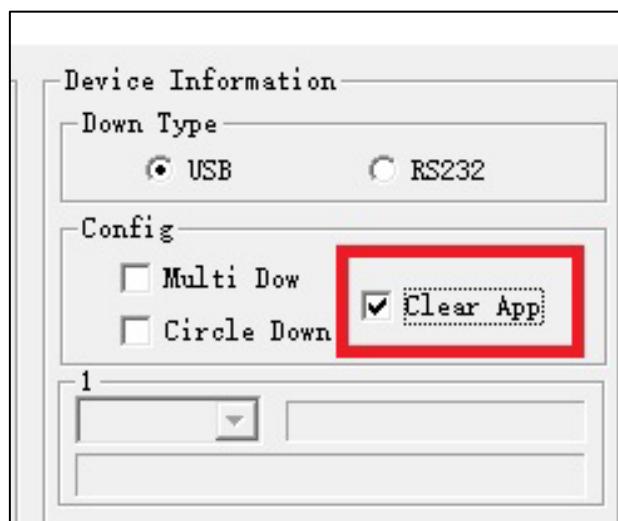 Device Information
Down Type
USB
RS232
Config
Multi Dow
Clear App
Circle Down
1